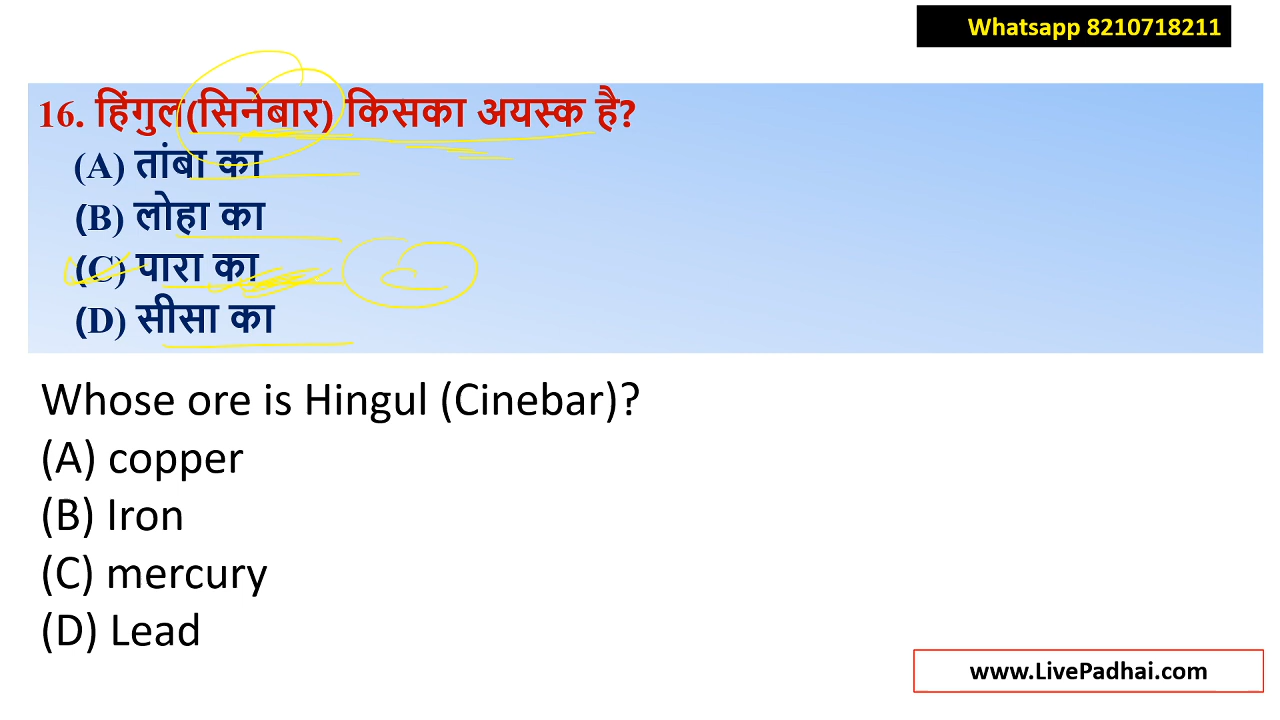 Whatsapp 8210718211
16. हिंगुल(सिनेबार) किसका अयस्क है?
(A) तांबा का
(B) लोहा का
(C) पारा का
(D) सीसा का
Whose ore is Hingul (Cinebar)?
(A) copper
(B) Iron
(C) mercury
(D) Lead
www.LivePadhai.com